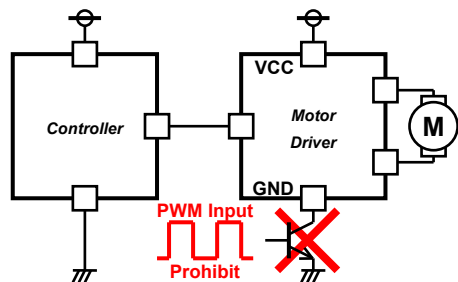 VCC
Controller
Motor
Driver
M
GND
PWM Input
Prohibit